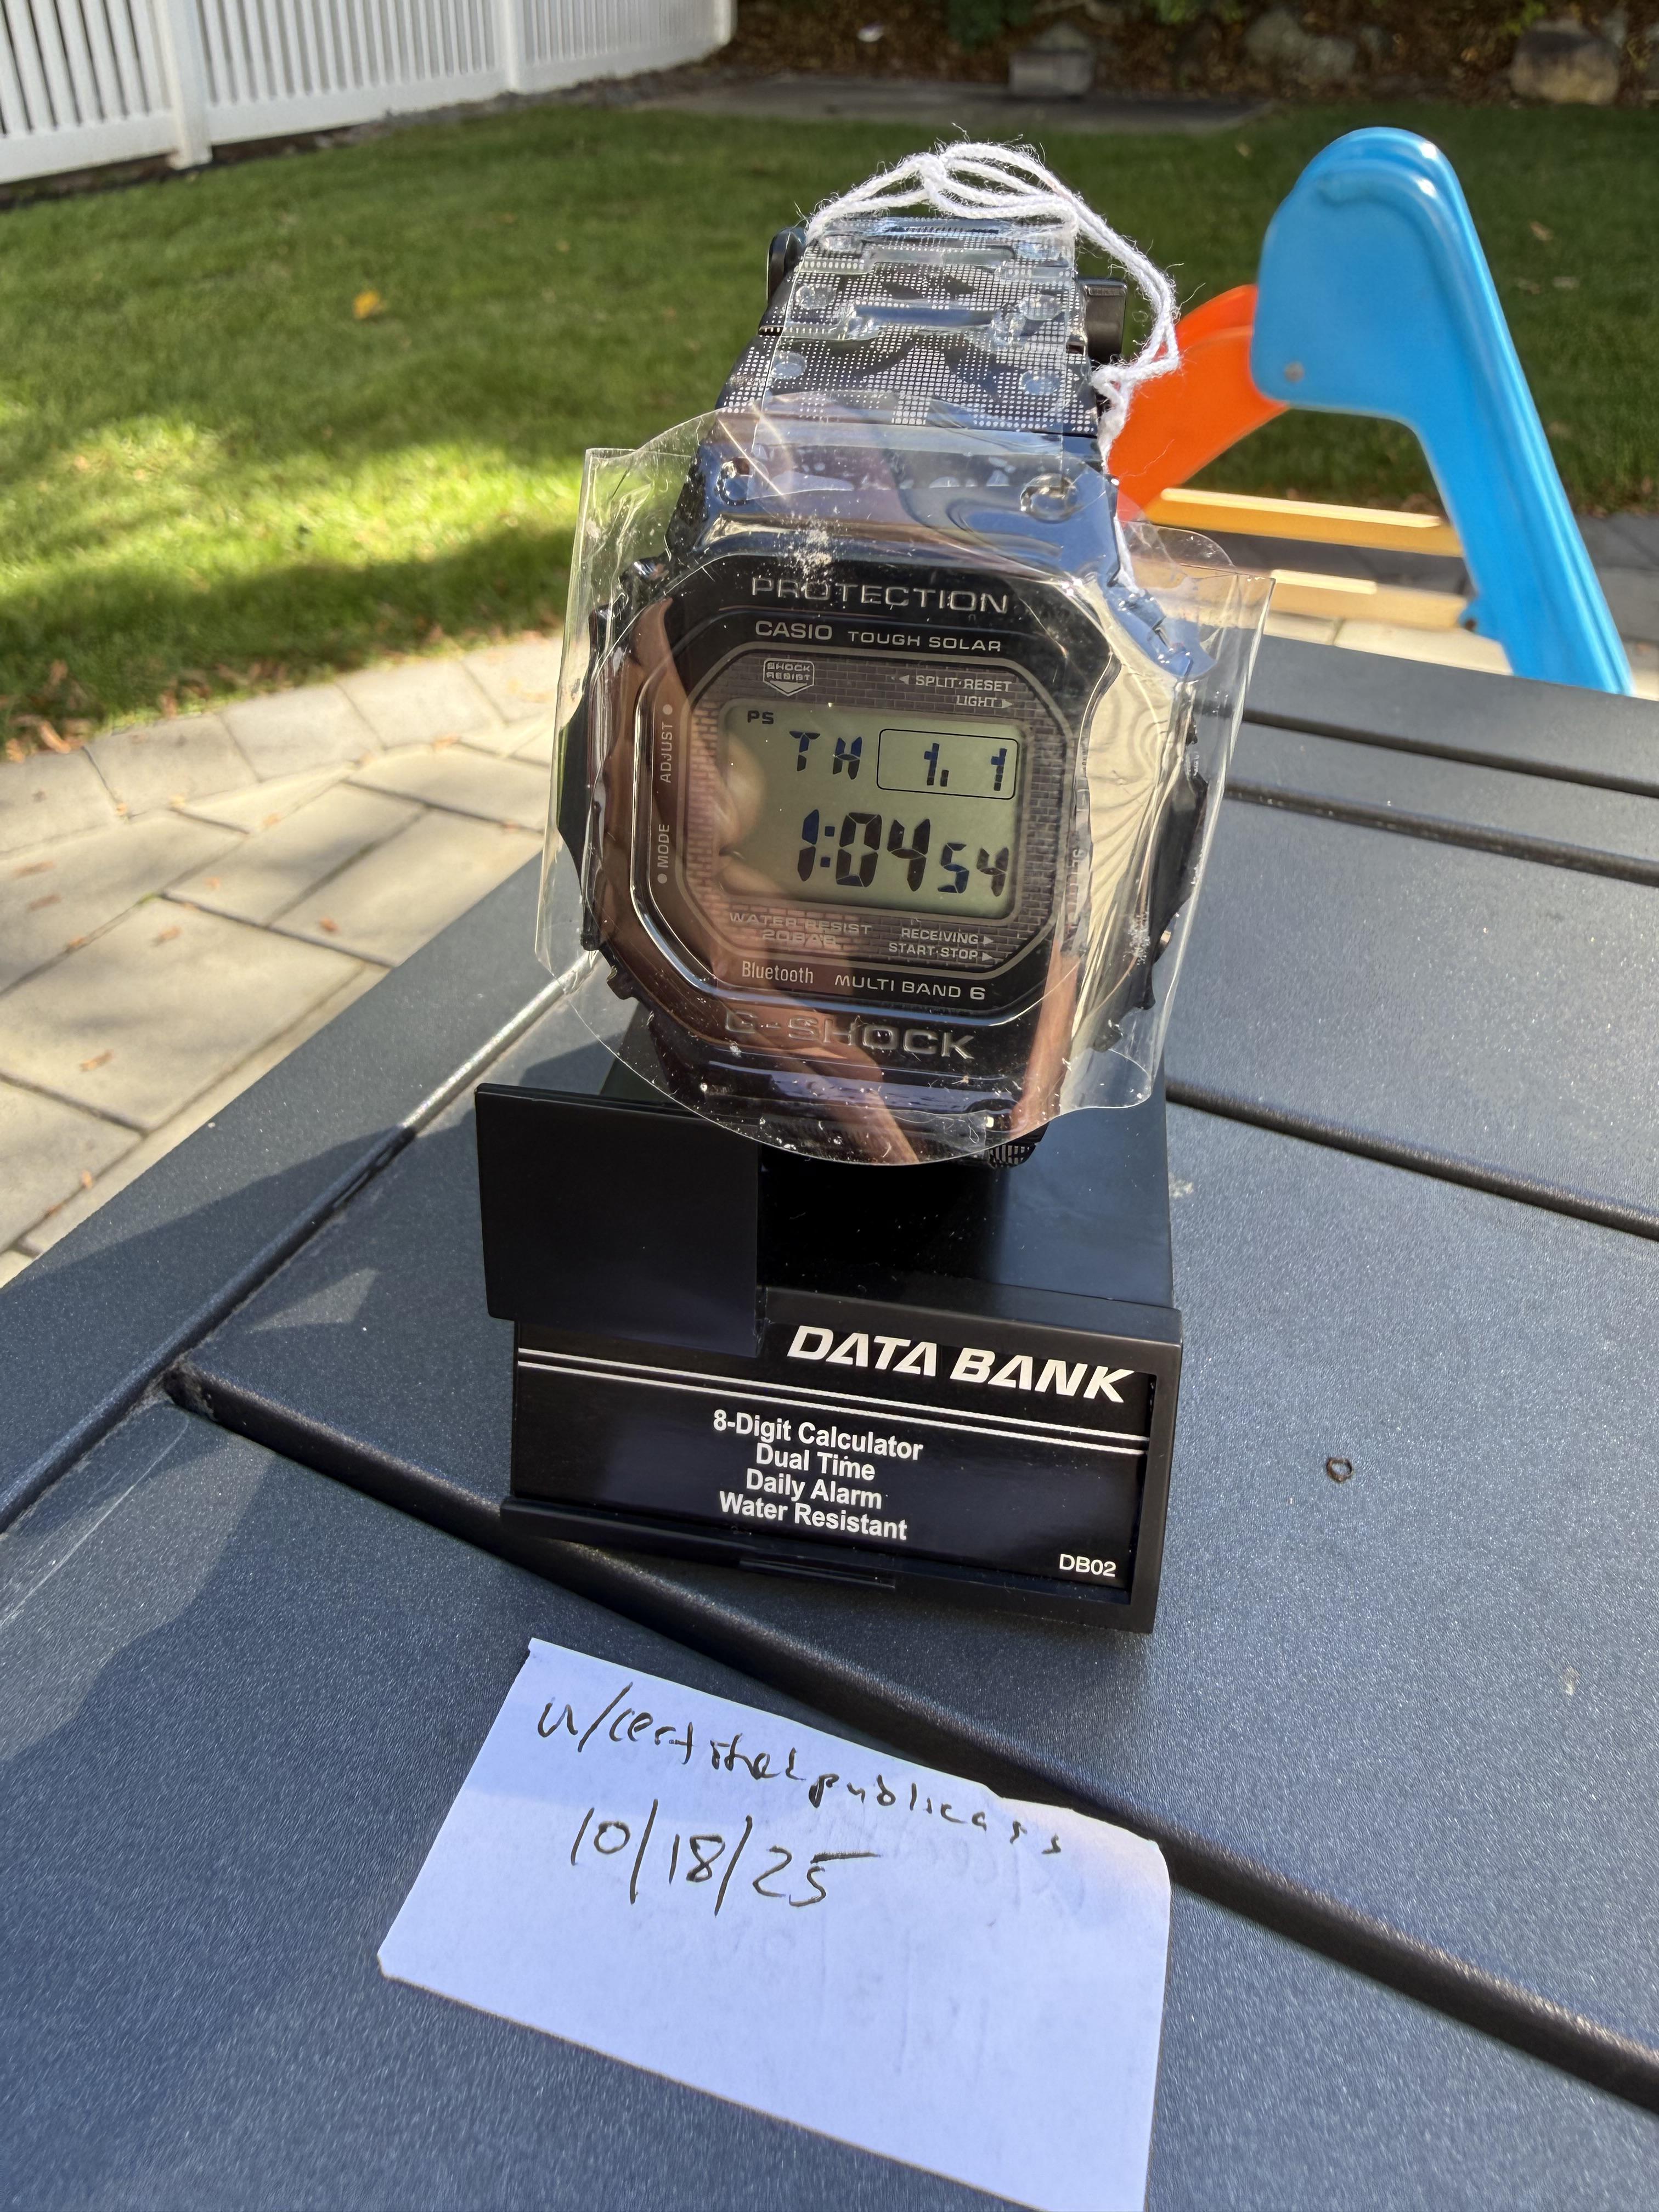 PROTECTION
CASIO TOUGH SOLAR
SHOCK
RESIST
◀ SPLIT·RESET
LIGHT ▶
ADJUST
MODE
PS
TH 1. 1
1:04 54
WATER RESIST
20BAR
RECEIVING ▶
START·STOP ▶
Bluetooth MULTI BAND 6
G-SHOCK
DATA BANK
8-Digit Calculator
Dual Time
Daily Alarm
Water Resistant
DB02
10/18/25